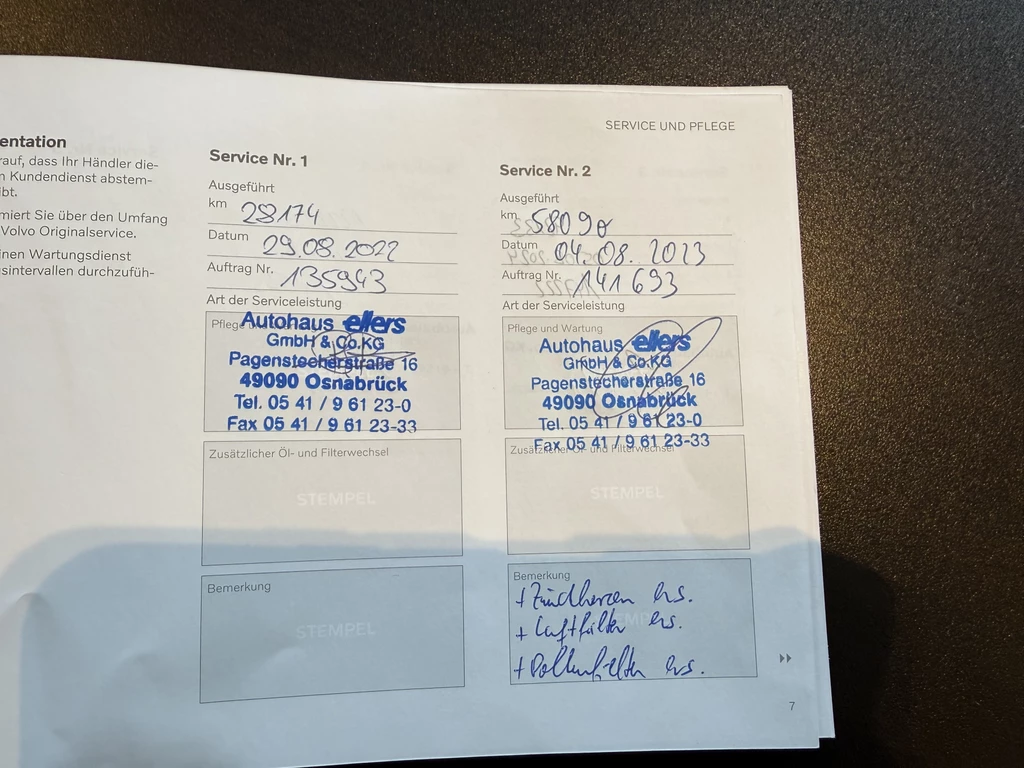 SERVICE UND PFLEGE
entation
rauf, dass Ihr Händler die-
n Kundendienst abstem-
bt.
miert Sie über den Umfang
Volvo Originalservice.
inen Wartungsdienst
sintervallen durchzufüh-
Service Nr. 1
Ausgeführt
km 28174
Datum 29.08.2022
Auftrag Nr. 135943
Art der Serviceleistung
Pflege
Autohaus ellers
GmbH & Co.KG
Pagenstecherstraße 16
49090 Osnabrück
Tel. 05 41 / 9 61 23-0
Fax 05 41 / 9 61 23-33
Zusätzlicher Öl- und Filterwechsel
STEMPEL
Bemerkung
STEMPEL
Service Nr. 2
Ausgeführt
km 58090
Datum 04.08.2023
Auftrag Nr. 141693
Art der Serviceleistung
Pflege und Wartung
Autohaus ellers
GmbH & Co.KG
Pagenstecherstraße 16
49090 Osnabrück
Tel. 05 41 / 9 61 23-0
Fax 05 41 / 9 61 23-33
Zusätzlicher Öl- und Filterwechsel
STEMPEL
Bemerkung
+ Zündkerzen ers.
+ Luftfilter ers.
+ Pollenfilter ers.
7